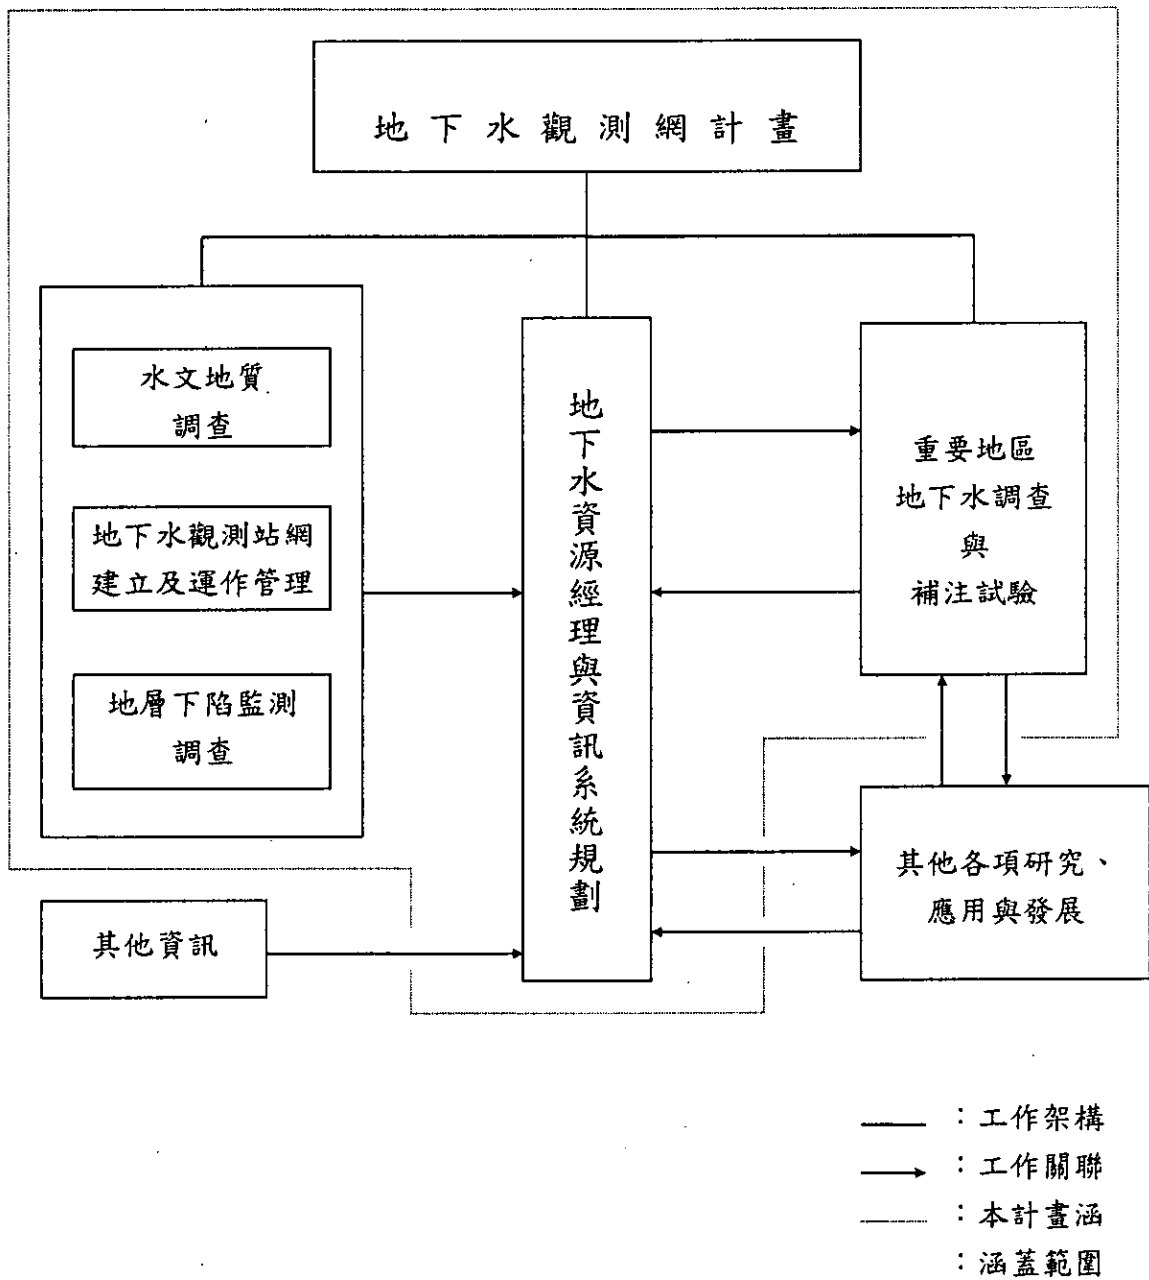 地下水觀測網計畫
水文地質
調查
地下水觀測站網
建立及運作管理
地層下陷監測
調查
其他資訊
地下水資源經理與資訊系統規劃
重要地區
地下水調查
與
補注試驗
其他各項研究、
應用與發展
：工作架構
：工作關聯
：本計畫涵
：涵蓋範圍